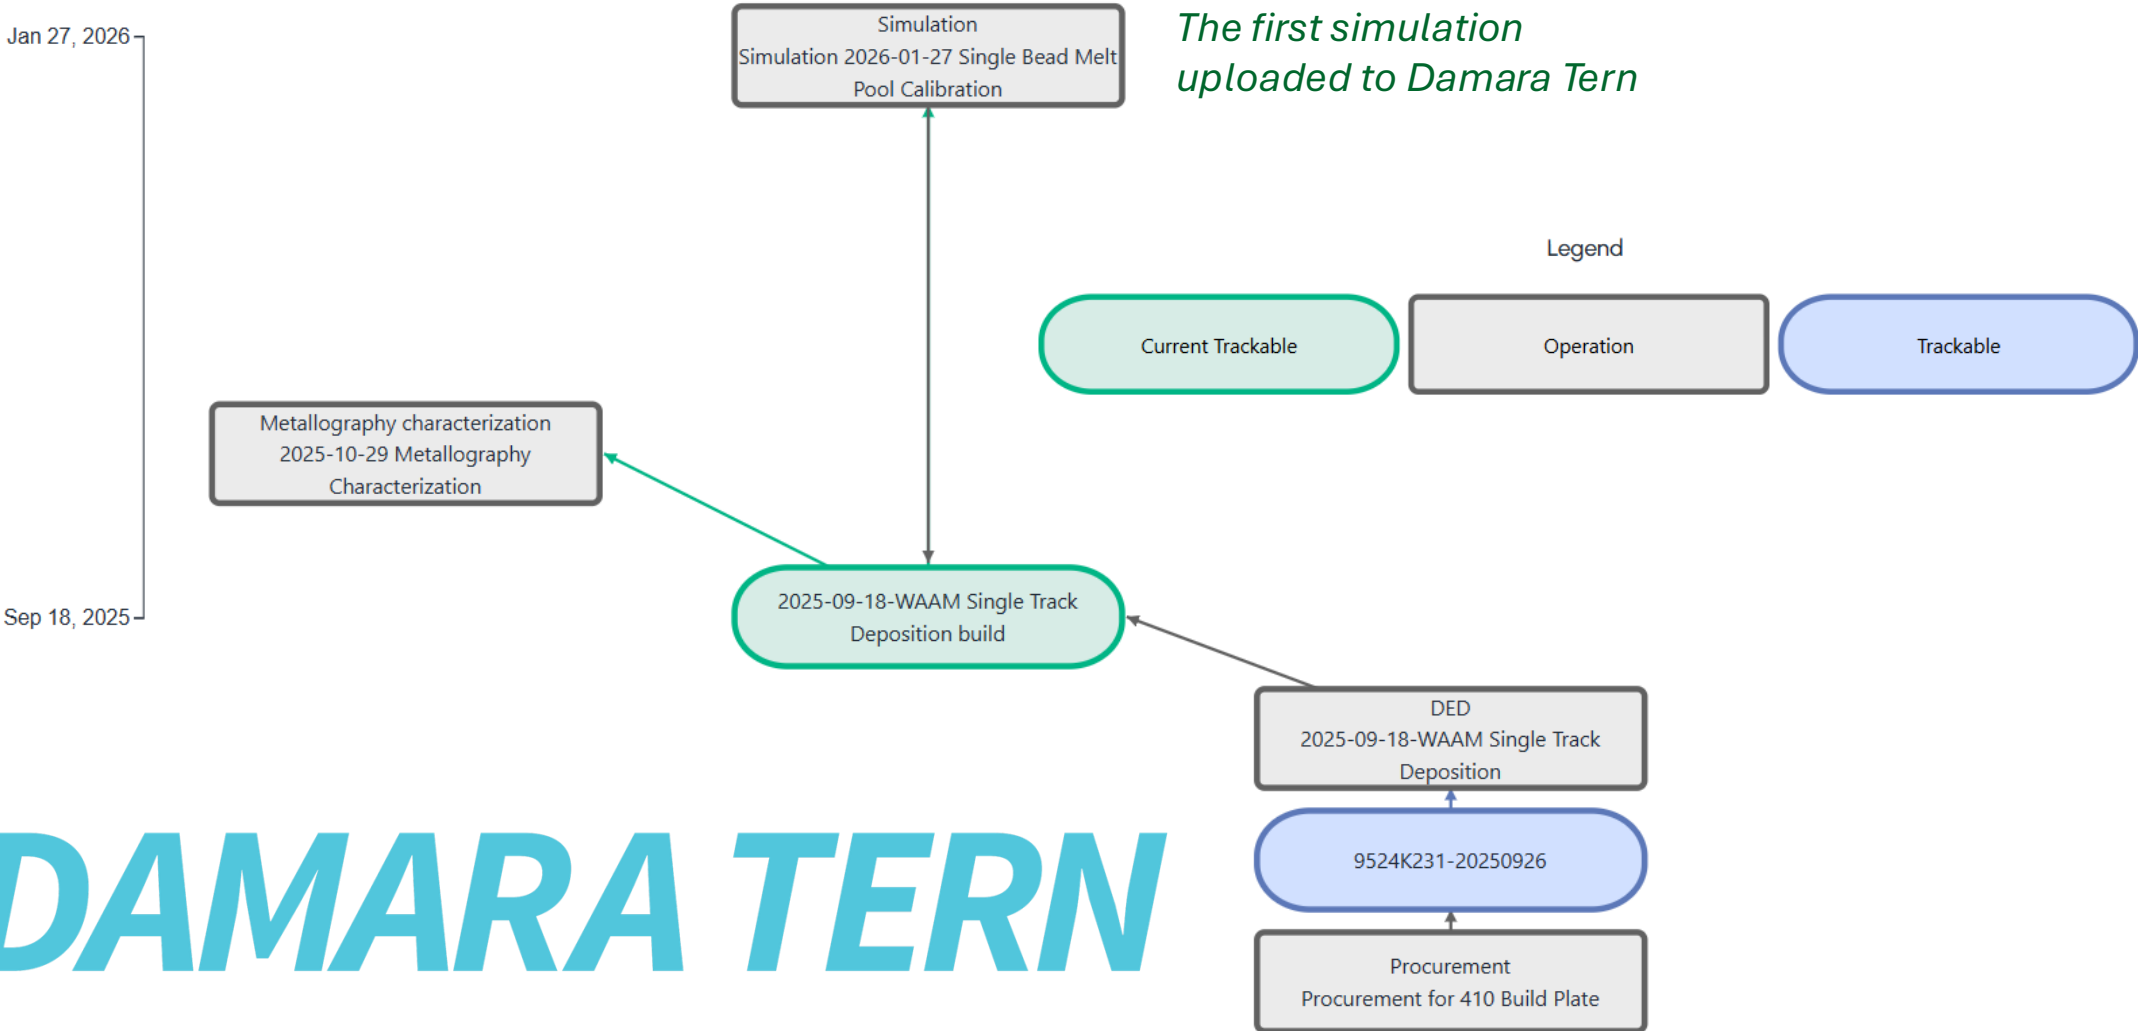 Jan 27, 2026
Simulation
Simulation 2026-01-27 Single Bead Melt
Pool Calibration
The first simulation
uploaded to Damara Tern
Legend
Current Trackable
Operation
Trackable
Metallography characterization
2025-10-29 Metallography
Characterization
Sep 18, 2025
2025-09-18-WAAM Single Track
Deposition build
DED
2025-09-18-WAAM Single Track
Deposition
9524K231-20250926
Procurement
Procurement for 410 Build Plate
DAMARA TERN